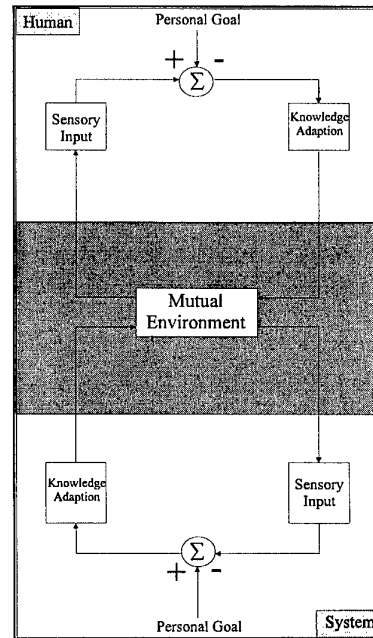 Human
Personal Goal
+ -
Σ
Sensory
Input
Knowledge
Adaption
Mutual
Environment
Knowledge
Adaption
Sensory
Input
Σ
+ -
Personal Goal
System